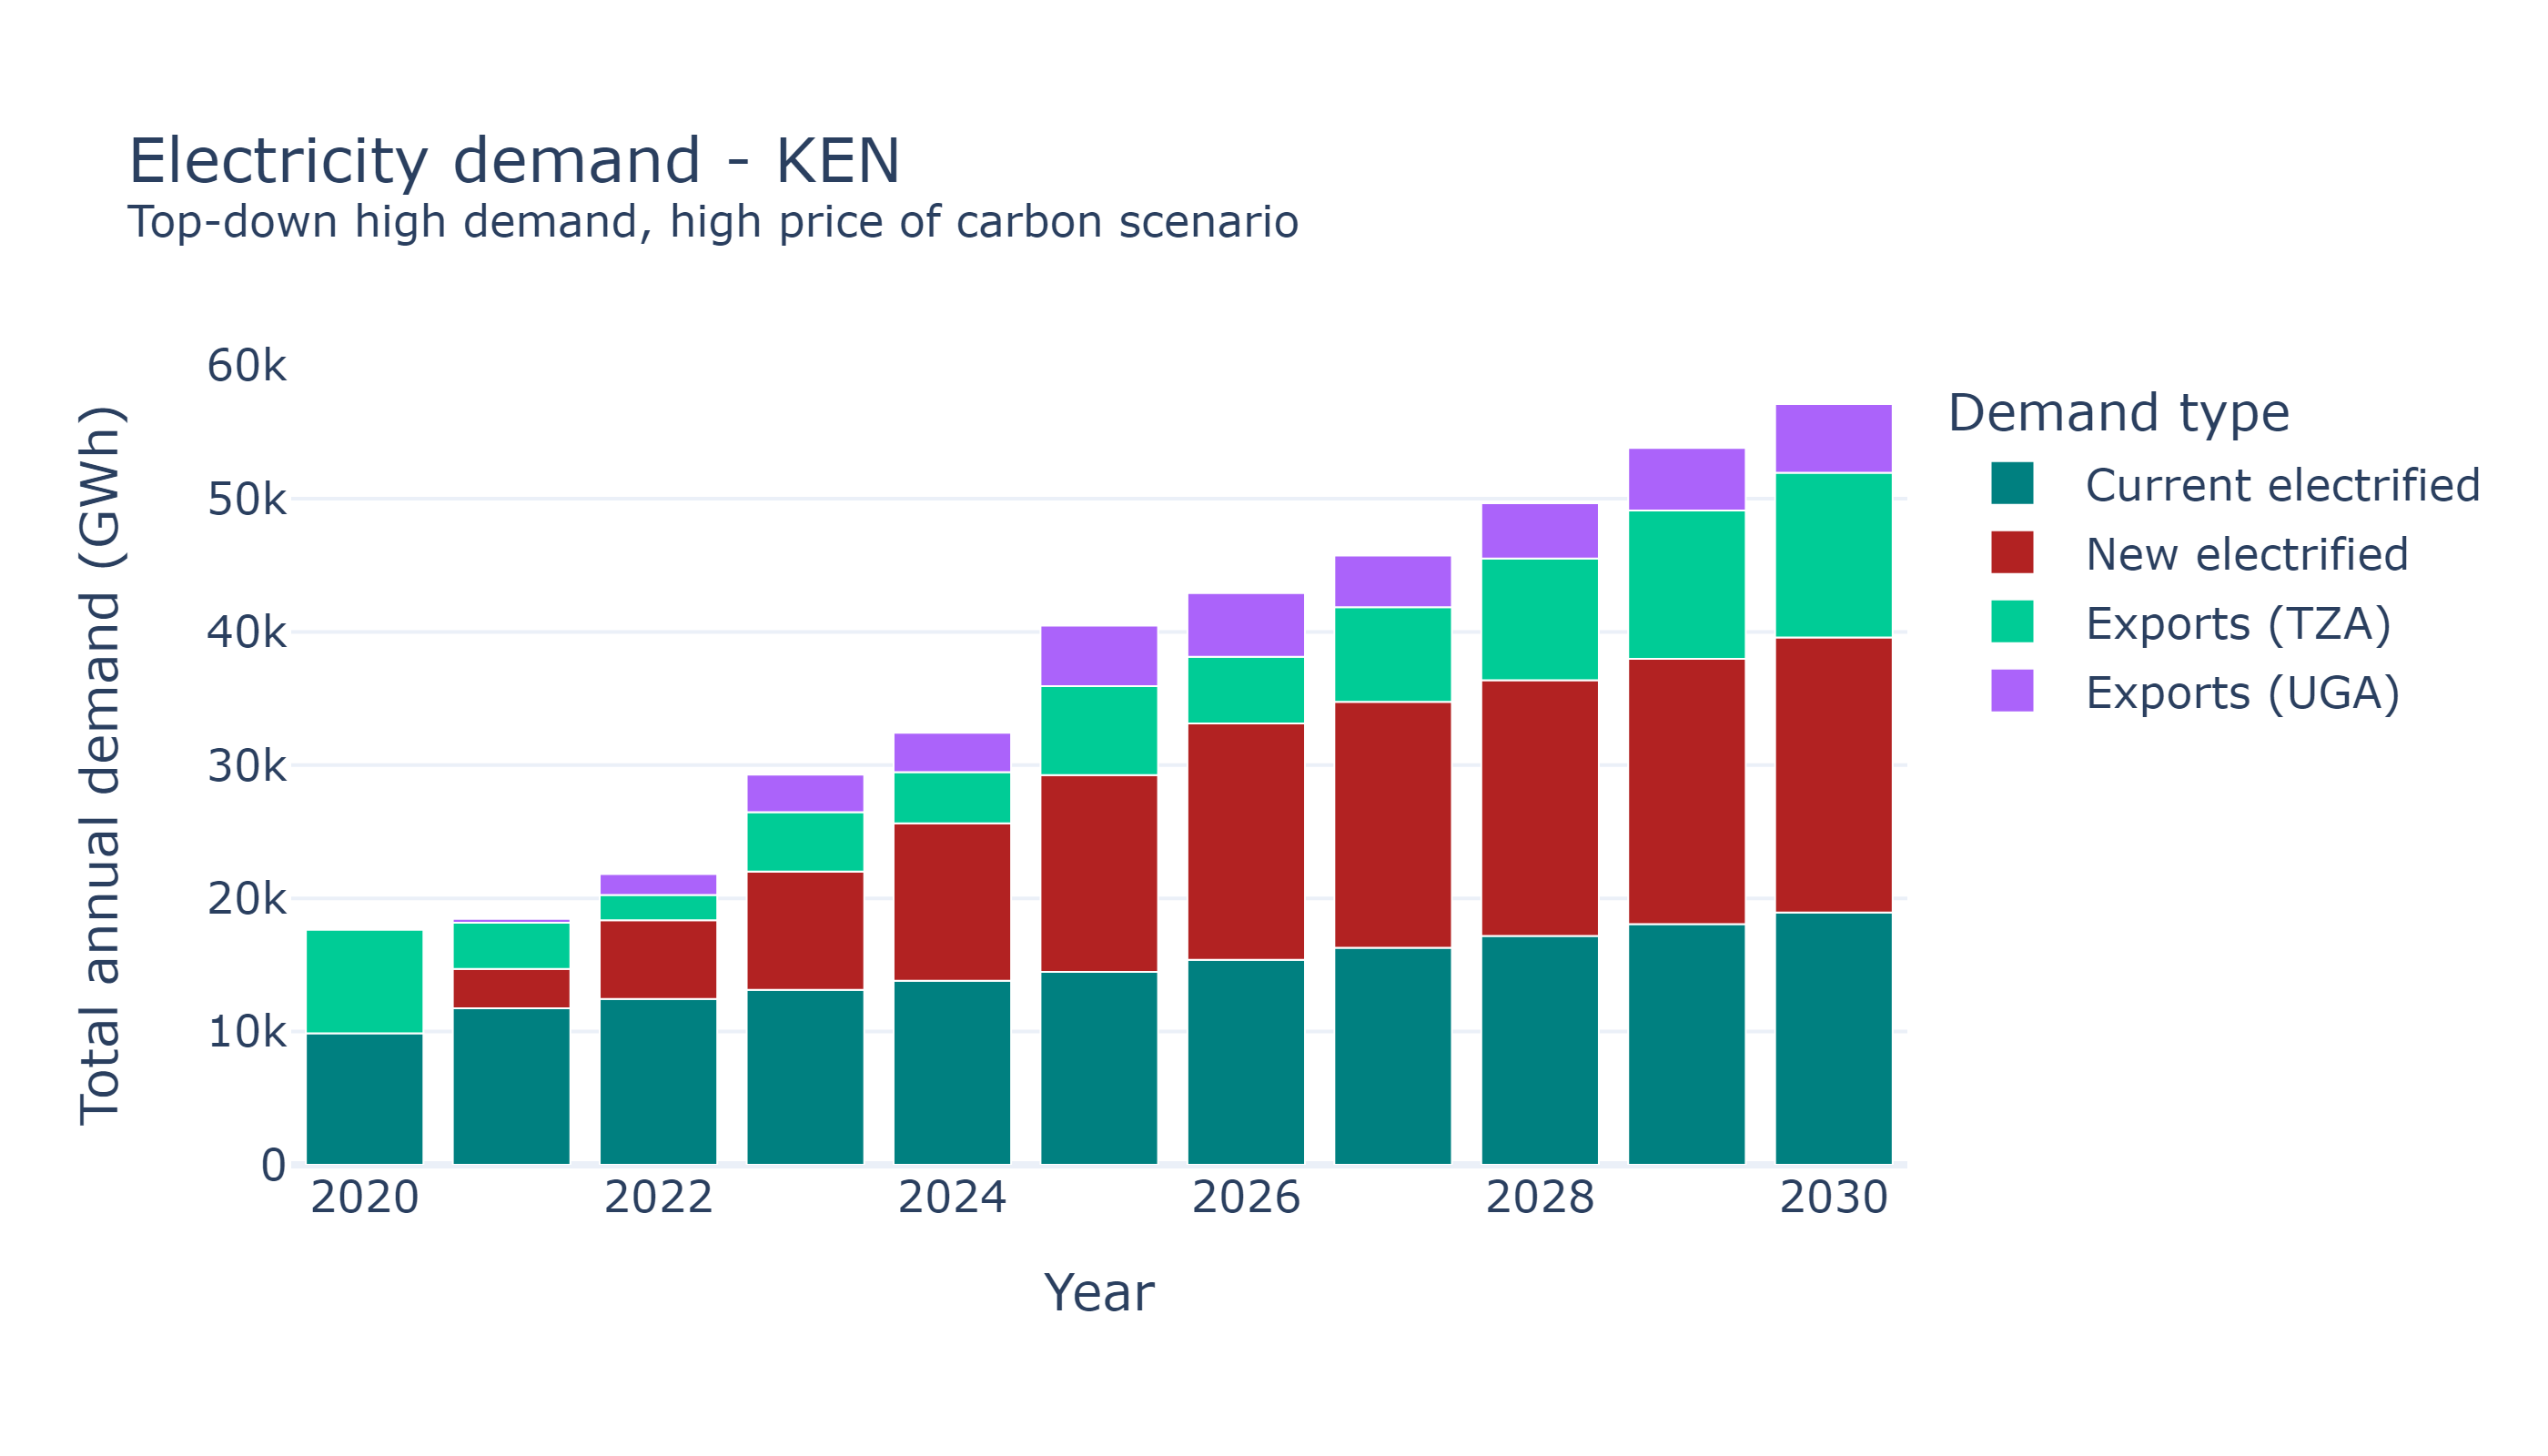 Electricity demand - KEN
Top-down high demand, high price of carbon scenario
Total annual demand (GWh)
60k
50k
40k
30k
20k
10k
0
2020
2022
2024
2026
2028
2030
Year
Demand type
Current electrified
New electrified
Exports (TZA)
Exports (UGA)